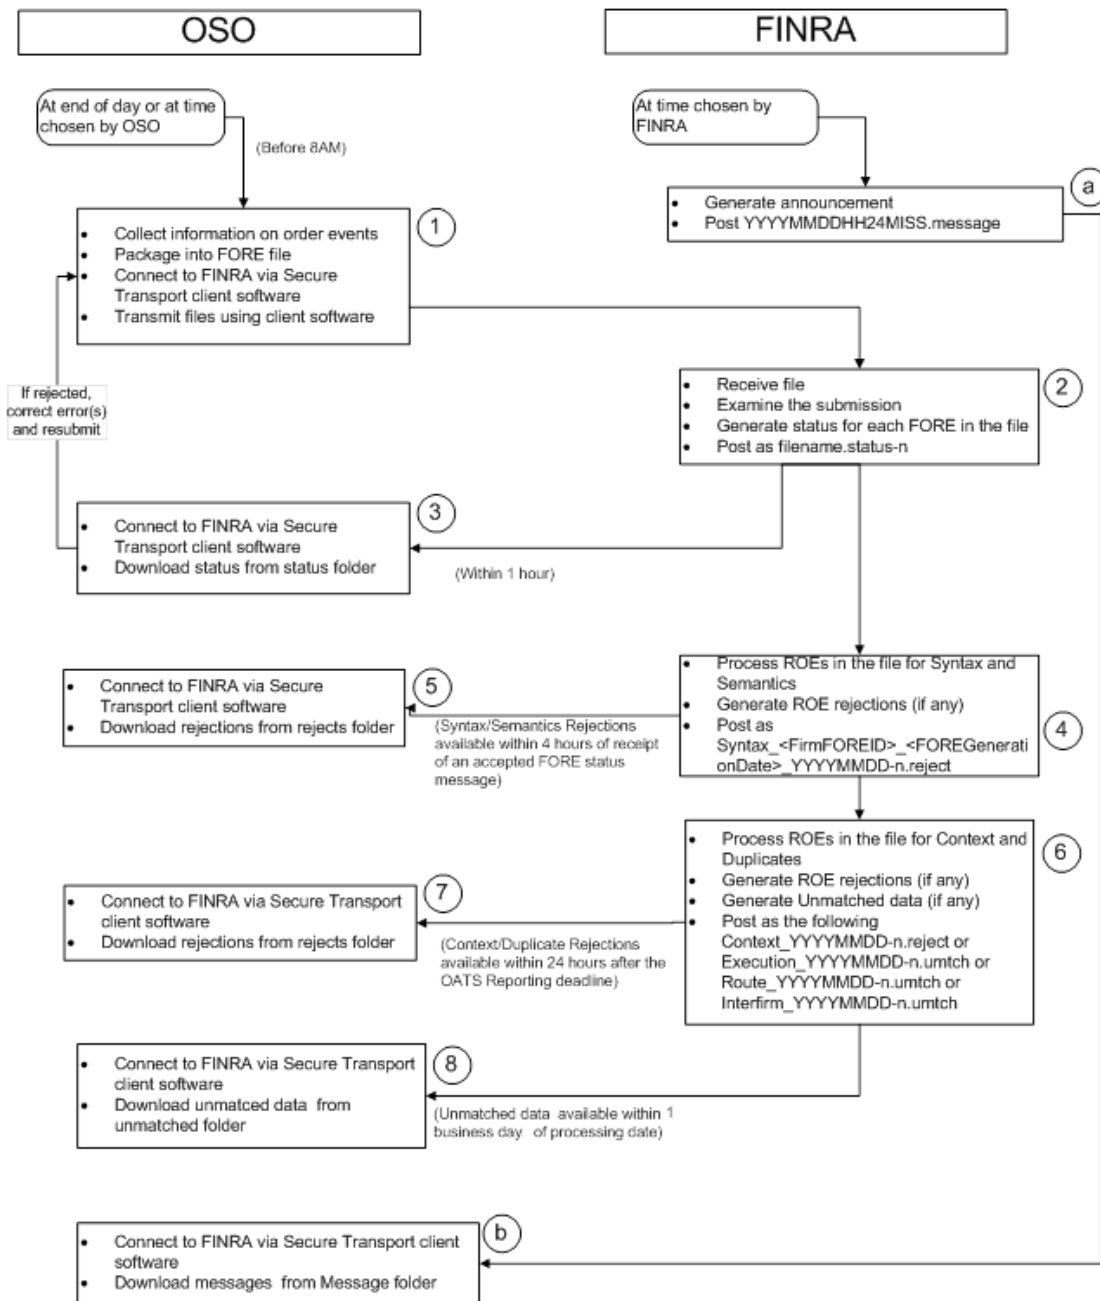 OSO
FINRA
At end of day or at time
chosen by OSO
At time chosen by
FINRA
(Before 8AM)
a
• Generate announcement
• Post YYYYMMDDHH24MISS.message
1
• Collect information on order events
• Package into FORE file
• Connect to FINRA via Secure
Transport client software
• Transmit files using client software
2
• Receive file
• Examine the submission
• Generate status for each FORE in the file
• Post as filename.status-n
If rejected,
correct error(s)
and resubmit
3
• Connect to FINRA via Secure
Transport client software
• Download status from status folder
(Within 1 hour)
• Process ROEs in the file for Syntax and
Semantics
• Generate ROE rejections (if any)
• Post as
Syntax_<FirmFOREID>_<FOREGenerati
onDate>_YYYYMMDD-n.reject
4
5
• Connect to FINRA via Secure
Transport client software
• Download rejections from rejects folder
(Syntax/Semantics Rejections
available within 4 hours of receipt
of an accepted FORE status
message)
• Process ROEs in the file for Context and
Duplicates
• Generate ROE rejections (if any)
• Generate Unmatched data (if any)
• Post as the following
Context_YYYYMMDD-n.reject or
Execution_YYYYMMDD-n.umtch or
Route_YYYYMMDD-n.umtch or
Interfirm_YYYYMMDD-n.umtch
6
7
• Connect to FINRA via Secure Transport
client software
• Download rejections from rejects folder
(Context/Duplicate Rejections
available within 24 hours after the
OATS Reporting deadline)
8
• Connect to FINRA via Secure Transport
client software
• Download unmatced data from
unmatched folder
(Unmatched data available within 1
business day of processing date)
b
• Connect to FINRA via Secure Transport client
software
• Download messages from Message folder